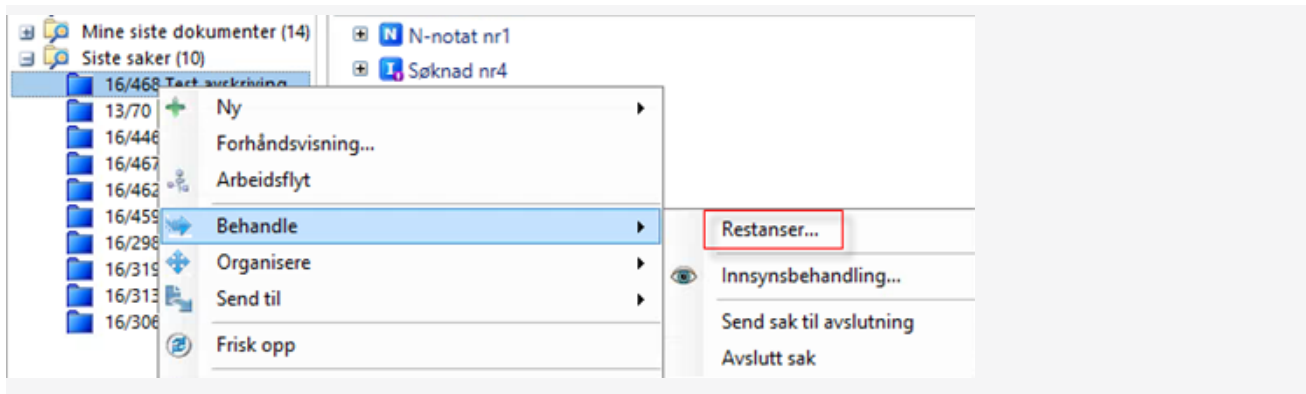 Mine siste dokumenter (14)
Siste saker (10)
16/468 Test avskriving
13/70
16/446
16/467
16/462
16/459
16/298
16/319
16/313
16/306
N-notat nr1
Søknad nr4
Ny
Forhåndsvisning...
Arbeidsflyt
Behandle
Organisere
Send til
Frisk opp
Restanser...
Innsynsbehandling...
Send sak til avslutning
Avslutt sak